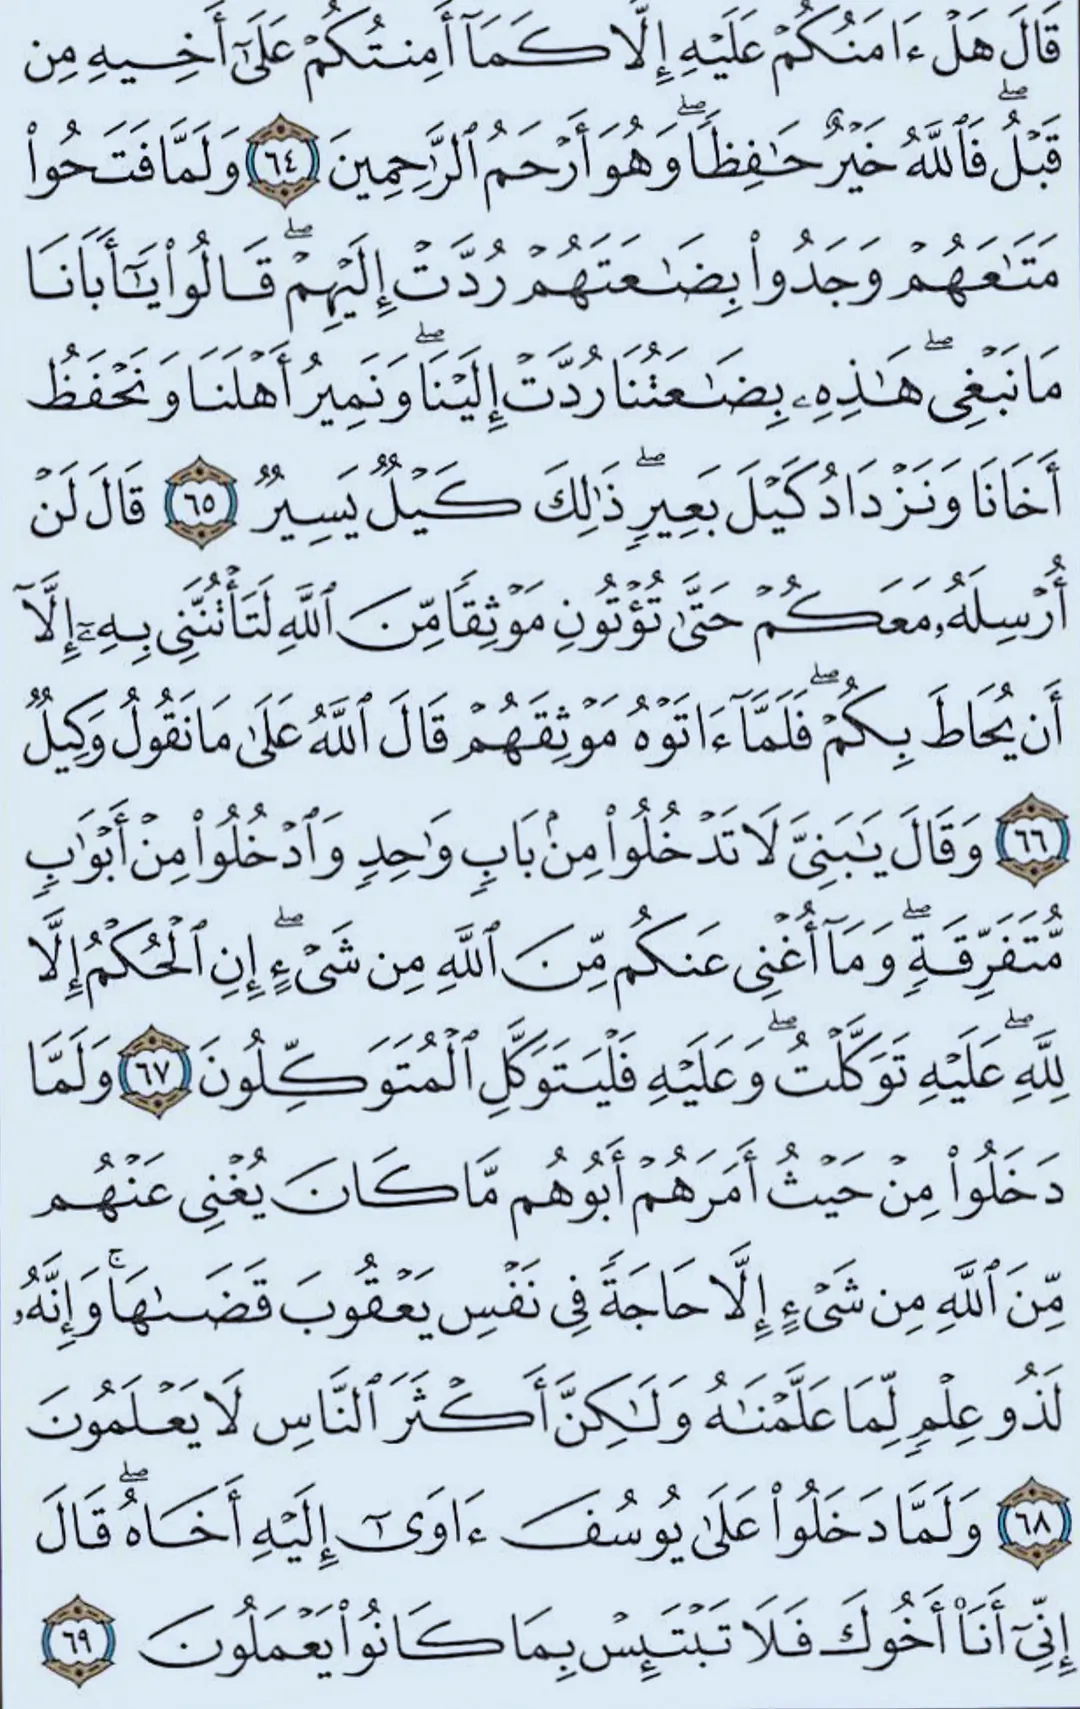 قَالَ هَلۡ ءَامَنُكُمۡ عَلَيۡهِ إِلَّا كَمَآ أَمِنتُكُمۡ عَلَىٰٓ أَخِيهِ مِن
قَبۡلُۖ فَٱللَّهُ خَيۡرٌ حَٰفِظٗاۖ وَهُوَ أَرۡحَمُ ٱلرَّٰحِمِينَ ٦٤ وَلَمَّا فَتَحُواْ
مَتَٰعَهُمۡ وَجَدُواْ بِضَٰعَتَهُمۡ رُدَّتۡ إِلَيۡهِمۡۖ قَالُواْ يَٰٓأَبَانَا
مَا نَبۡغِيۖ هَٰذِهِۦ بِضَٰعَتُنَا رُدَّتۡ إِلَيۡنَاۖ وَنَمِيرُ أَهۡلَنَا وَنَحۡفَظُ
أَخَانَا وَنَزۡدَادُ كَيۡلَ بَعِيرٖۖ ذَٰلِكَ كَيۡلٞ يَسِيرٞ ٦٥ قَالَ لَنۡ
أُرۡسِلَهُۥ مَعَكُمۡ حَتَّىٰ تُؤۡتُونِ مَوۡثِقٗا مِّنَ ٱللَّهِ لَتَأۡتُنَّنِي بِهِۦٓ إِلَّآ
أَن يُحَاطَ بِكُمۡۖ فَلَمَّآ ءَاتَوۡهُ مَوۡثِقَهُمۡ قَالَ ٱللَّهُ عَلَىٰ مَا نَقُولُ وَكِيلٞ
٦٦ وَقَالَ يَٰبَنِيَّ لَا تَدۡخُلُواْ مِنۢ بَابٖ وَٰحِدٖ وَٱدۡخُلُواْ مِنۡ أَبۡوَٰبٖ
مُّتَفَرِّقَةٖۖ وَمَآ أُغۡنِي عَنكُم مِّنَ ٱللَّهِ مِن شَيۡءٍۖ إِنِ ٱلۡحُكۡمُ إِلَّا
لِلَّهِۖ عَلَيۡهِ تَوَكَّلۡتُۖ وَعَلَيۡهِ فَلۡيَتَوَكَّلِ ٱلۡمُتَوَكِّلُونَ ٦٧ وَلَمَّا
دَخَلُواْ مِنۡ حَيۡثُ أَمَرَهُمۡ أَبُوهُم مَّا كَانَ يُغۡنِي عَنۡهُم
مِّنَ ٱللَّهِ مِن شَيۡءٍ إِلَّا حَاجَةٗ فِي نَفۡسِ يَعۡقُوبَ قَضَىٰهَاۚ وَإِنَّهُۥ
لَذُو عِلۡمٖ لِّمَا عَلَّمۡنَٰهُ وَلَٰكِنَّ أَكۡثَرَ ٱلنَّاسِ لَا يَعۡلَمُونَ
٦٨ وَلَمَّا دَخَلُواْ عَلَىٰ يُوسُفَ ءَاوَىٰٓ إِلَيۡهِ أَخَاهُۖ قَالَ
إِنِّيٓ أَنَا۠ أَخُوكَ فَلَا تَبۡتَئِسۡ بِمَا كَانُواْ يَعۡمَلُونَ ٦٩